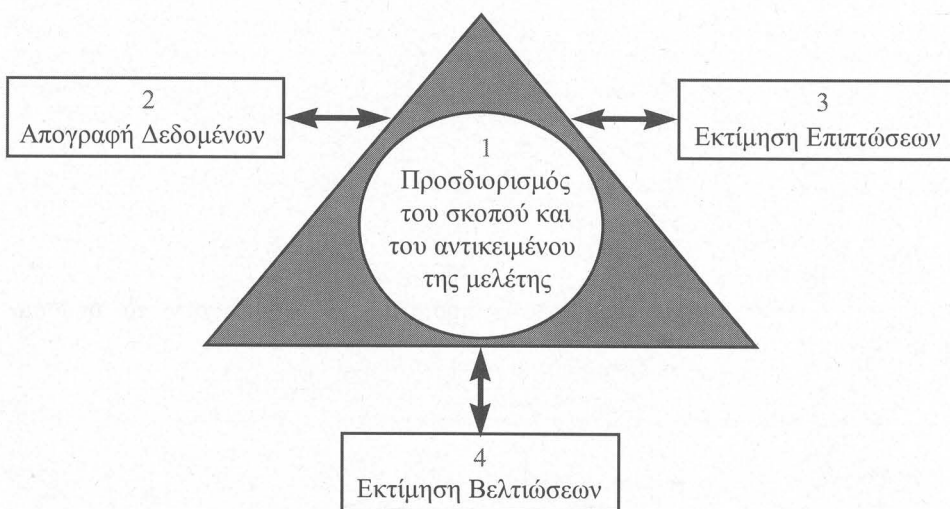 2
Απογραφή Δεδομένων
3
Εκτίμηση Επιπτώσεων
1
Προσδιορισμός
του σκοπού και
του αντικειμένου
της μελέτης
4
Εκτίμηση Βελτιώσεων